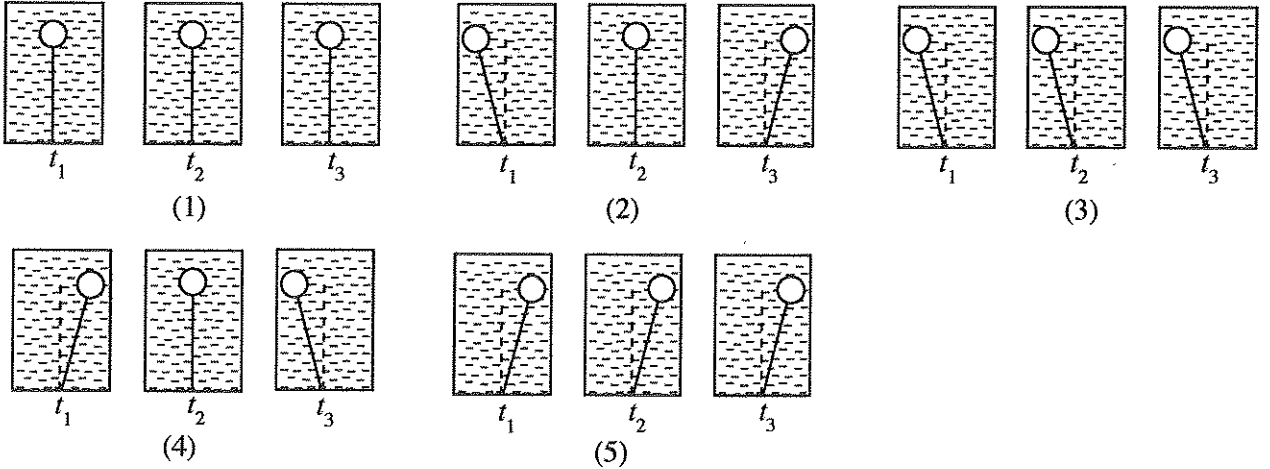 t₁ t₂ t₃ t₁ t₂ t₃ t₁ t₂ t₃
(1) (2) (3)
t₁ t₂ t₃ t₁ t₂ t₃
(4) (5)